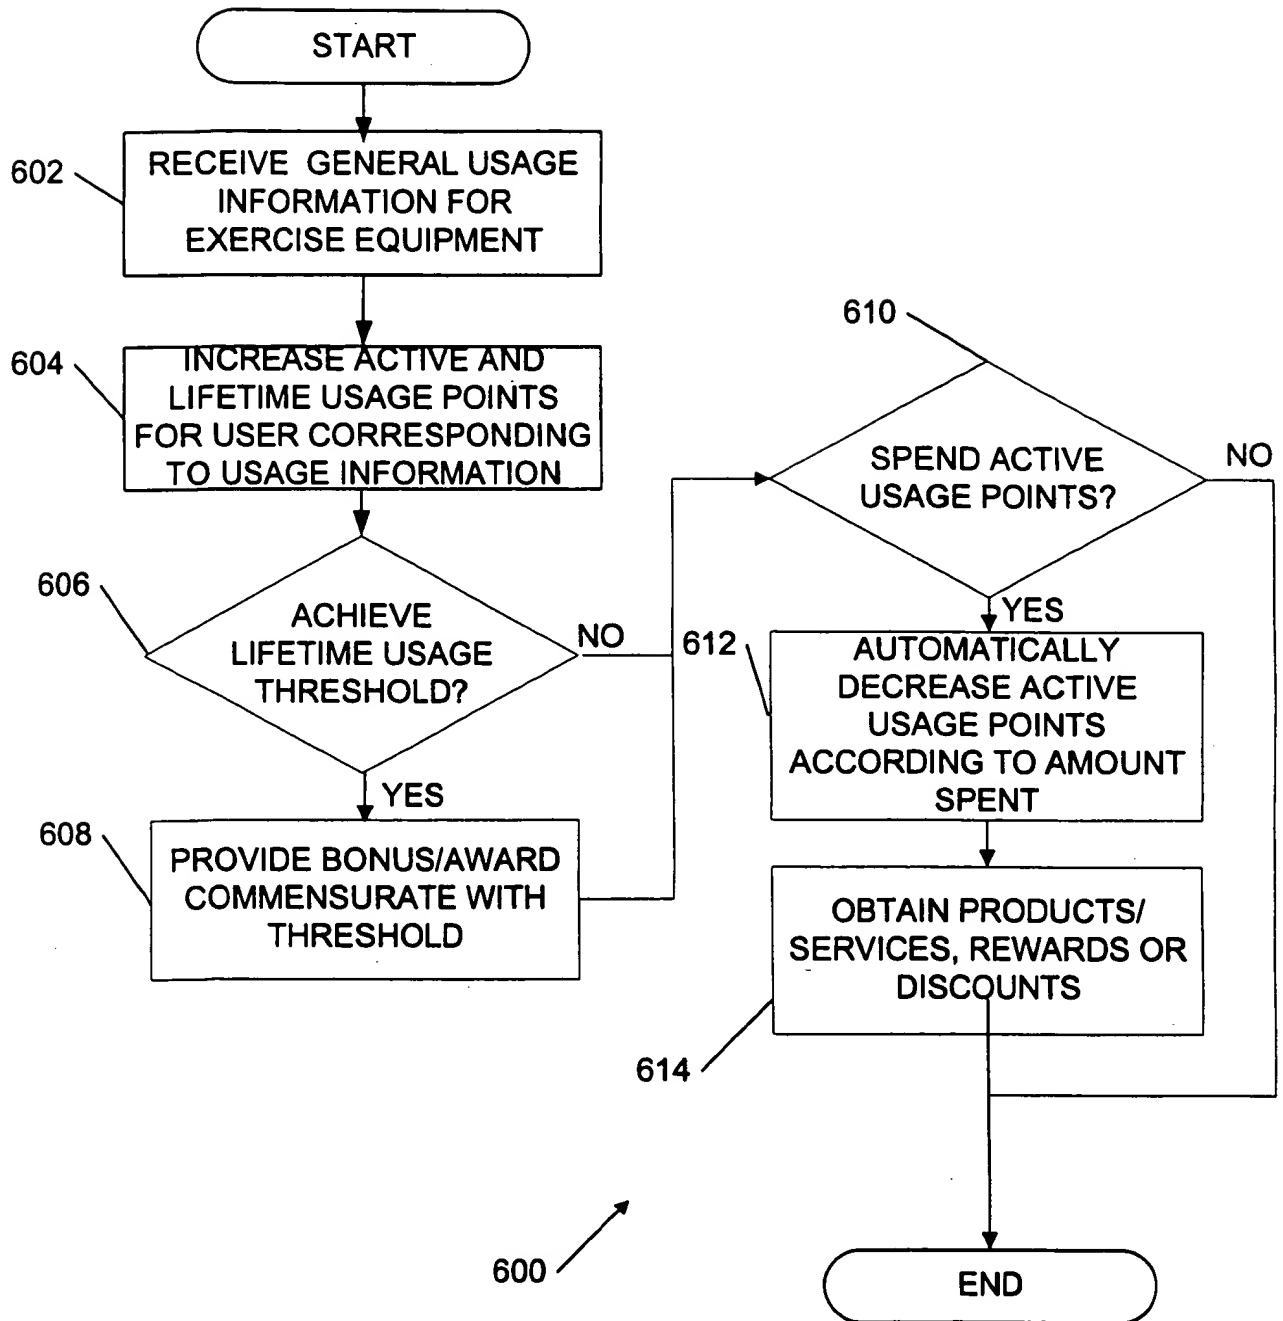 START
602
RECEIVE GENERAL USAGE
INFORMATION FOR
EXERCISE EQUIPMENT
604
INCREASE ACTIVE AND
LIFETIME USAGE POINTS
FOR USER CORRESPONDING
TO USAGE INFORMATION
606
ACHIEVE
LIFETIME USAGE
THRESHOLD?
NO
YES
608
PROVIDE BONUS/AWARD
COMMENSURATE WITH
THRESHOLD
610
SPEND ACTIVE
USAGE POINTS?
NO
YES
612
AUTOMATICALLY
DECREASE ACTIVE
USAGE POINTS
ACCORDING TO AMOUNT
SPENT
OBTAIN PRODUCTS/
SERVICES, REWARDS OR
DISCOUNTS
614
600
END